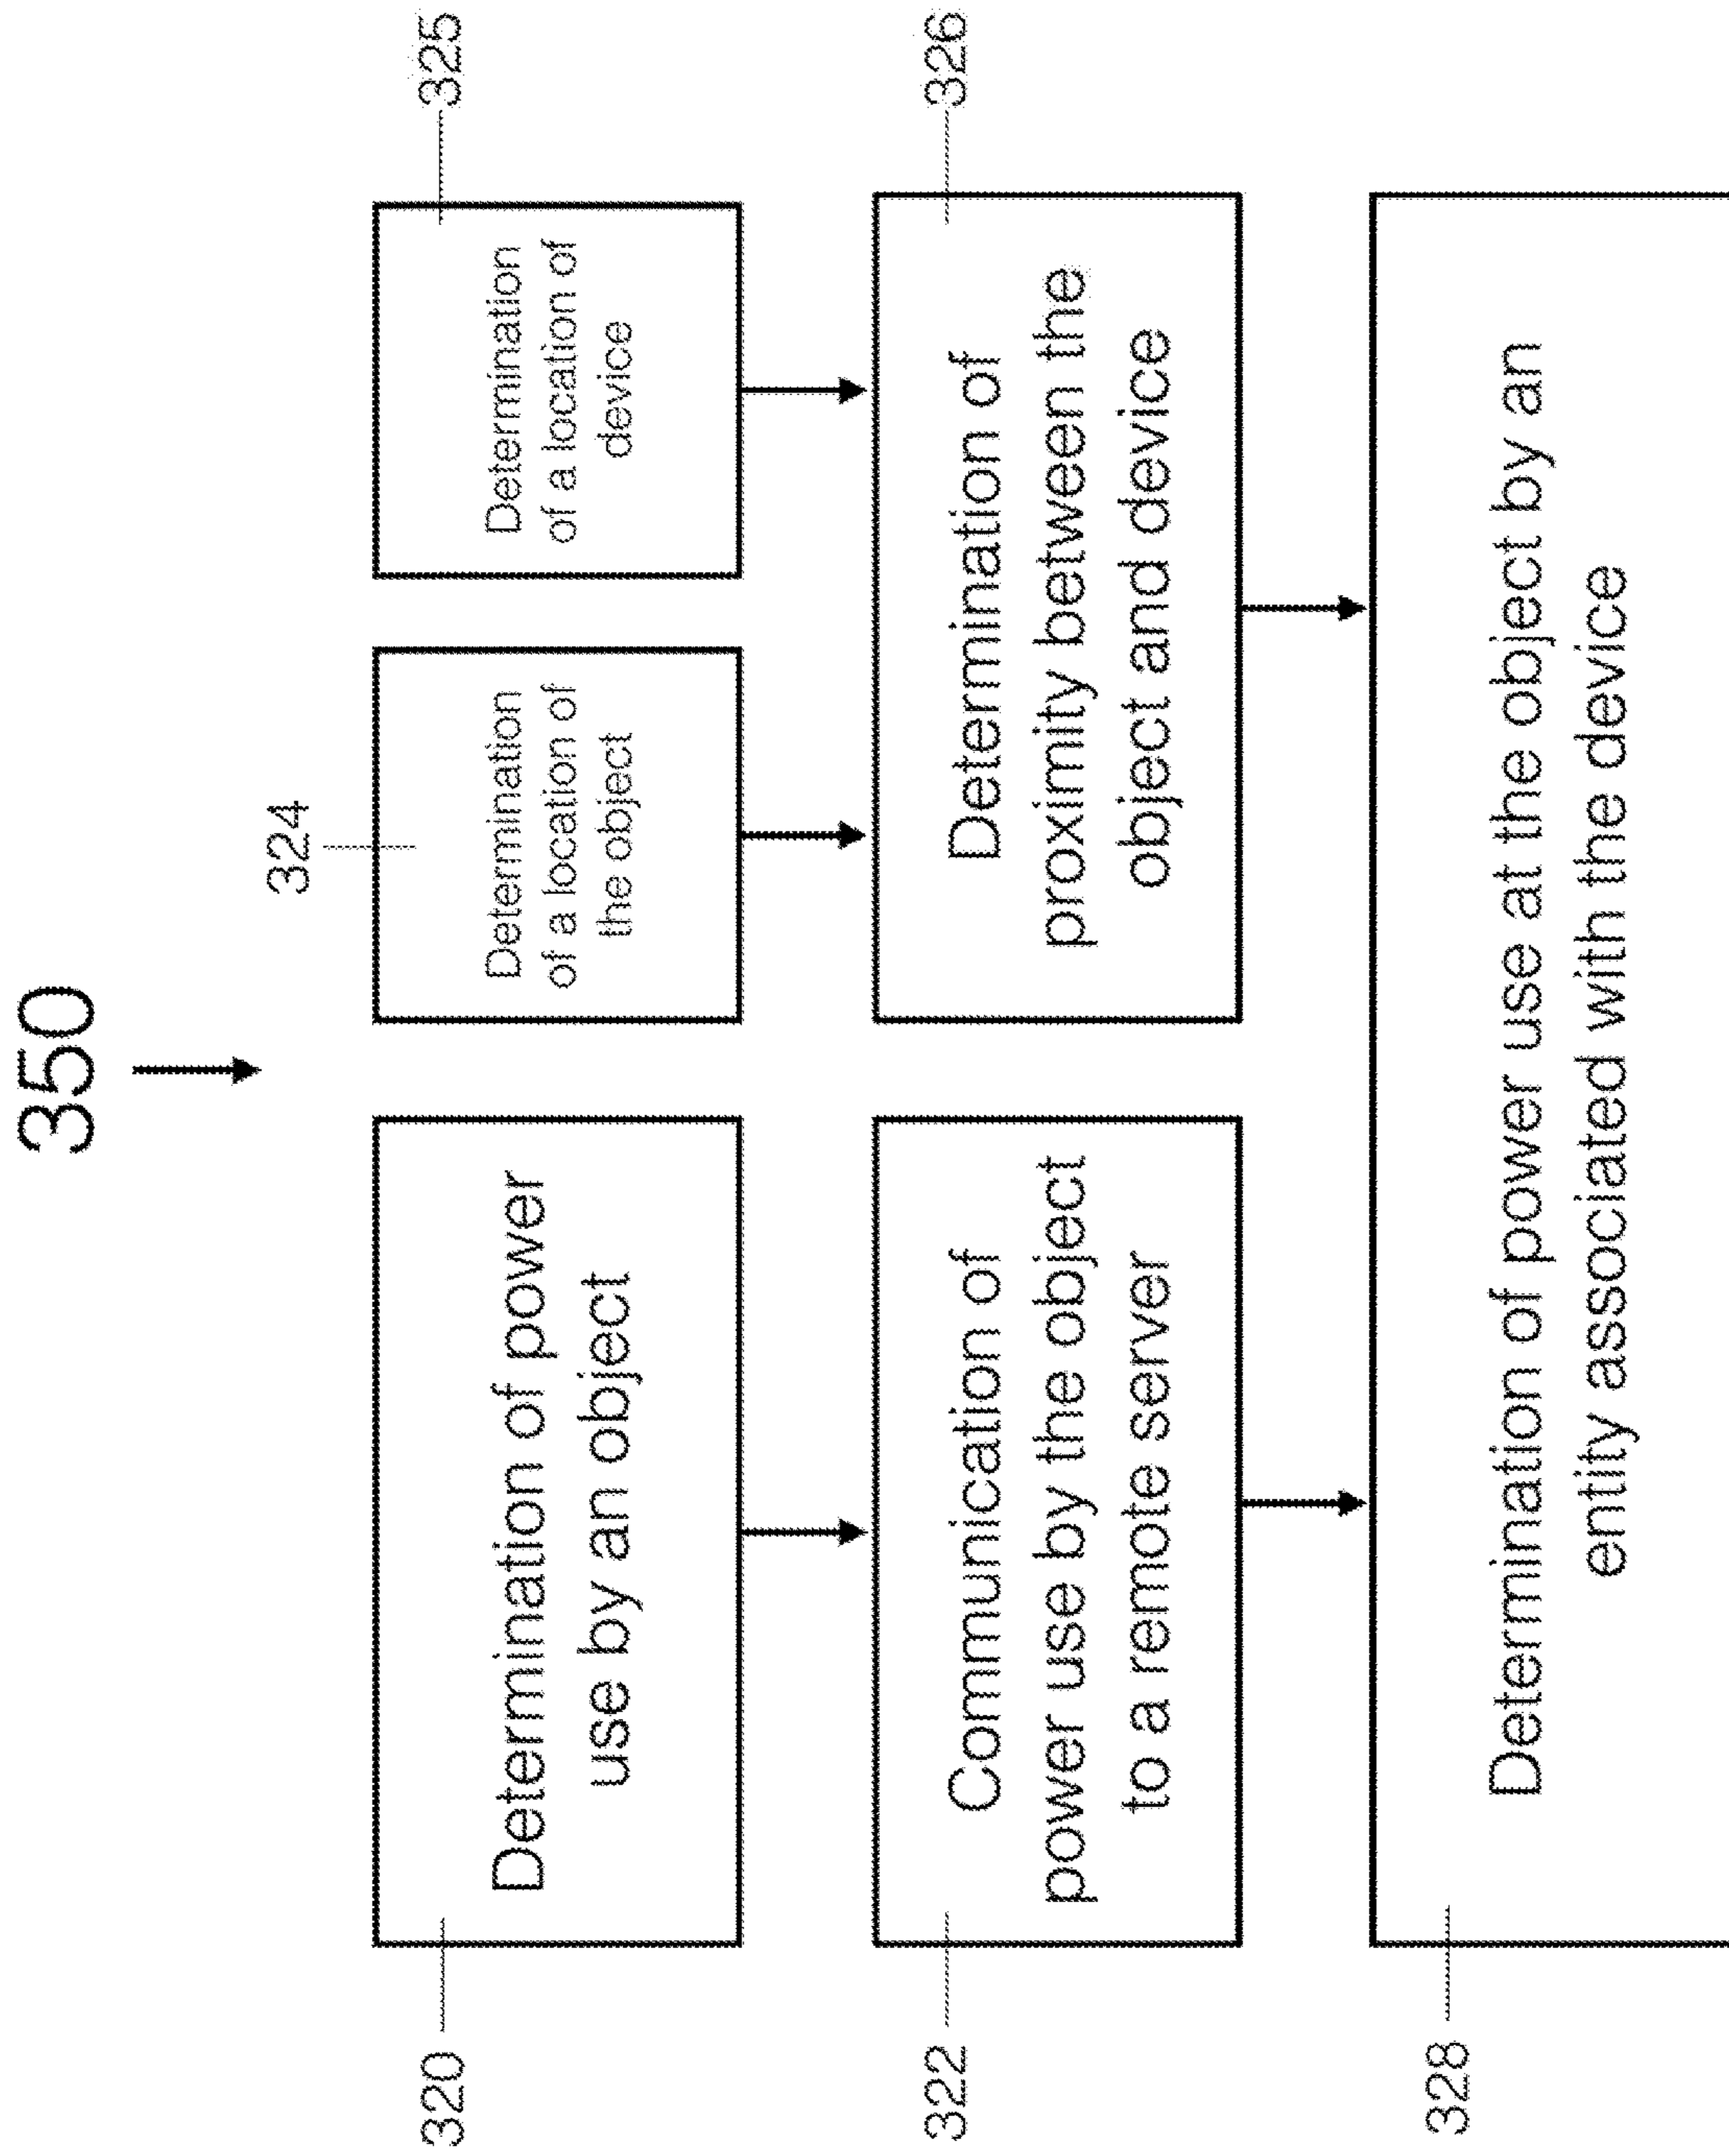 350
320
Determination of power
use by an object
324
Determination
of a location of
the object
325
Determination
of a location of
device
322
Communication of
power use by the object
to a remote server
326
Determination of
proximity between the
object and device
328
Determination of power use at the object by an
entity associated with the device